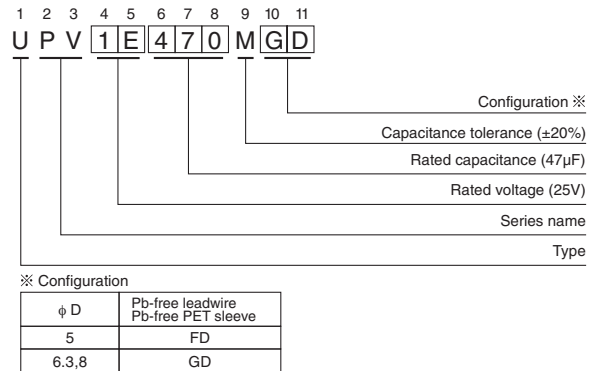 1 2 3 4 5 6 7 8 9 10 11
U P V 1 E 4 7 0 M G D
Configuration ※
Capacitance tolerance (±20%)
Rated capacitance (47µF)
Rated voltage (25V)
Series name
Type
※ Configuration
ϕ D
Pb-free leadwire
Pb-free PET sleeve
5 FD
6.3,8 GD